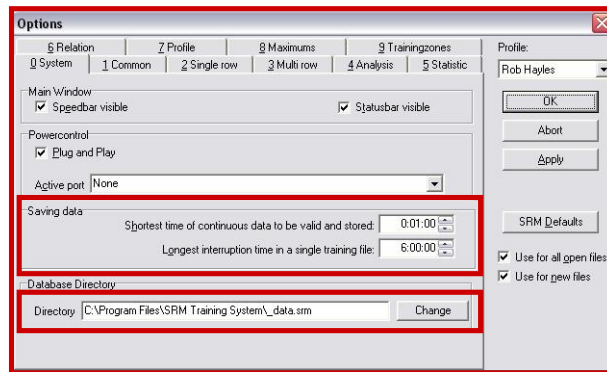 Options
6 Relation 7 Profile 8 Maximums 9 Trainingzones
0 System 1 Common 2 Single row 3 Multi row 4 Analysis 5 Statistic
Main Window
Speedbar visible Statusbar visible
Powercontrol
Plug and Play
Active port None
Saving data
Shortest time of continuous data to be valid and stored: 0:01:00
Longest interruption time in a single training file: 6:00:00
Database Directory
Directory C:\Program Files\SRM Training System\_data.srm Change
Profile:
Rob Hayles
OK
Abort
Apply
SRM Defaults
Use for all open files
Use for new files